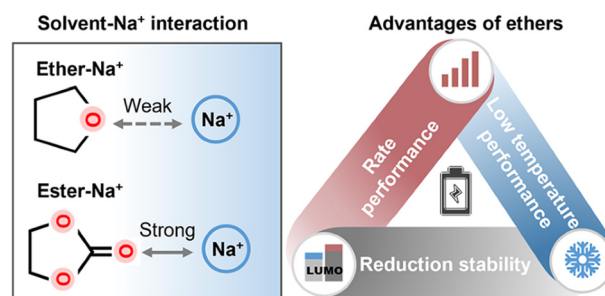 Solvent-Na⁺ interaction
Ether-Na⁺
O
Weak
Na⁺
Ester-Na⁺
O
O
O
Strong
Na⁺
Advantages of ethers
Rate
performance
Low temperature
performance
LUMO
Reduction stability